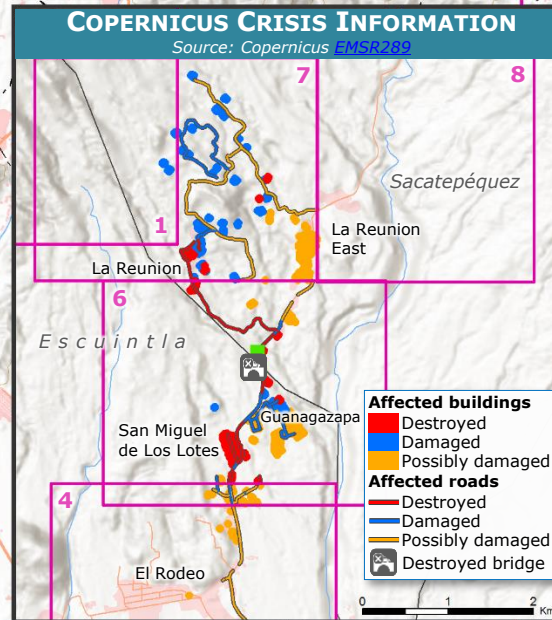 COPERNICUS CRISIS INFORMATION
Source: Copernicus EMSR289
7
8
Sacatepéquez
1
La Reunion
East
La Reunion
6
Escuintla
Guanagazapa
San Miguel
de Los Lotes
4
El Rodeo
Affected buildings
Destroyed
Damaged
Possibly damaged
Affected roads
Destroyed
Damaged
Possibly damaged
Destroyed bridge
0 1 2
Km